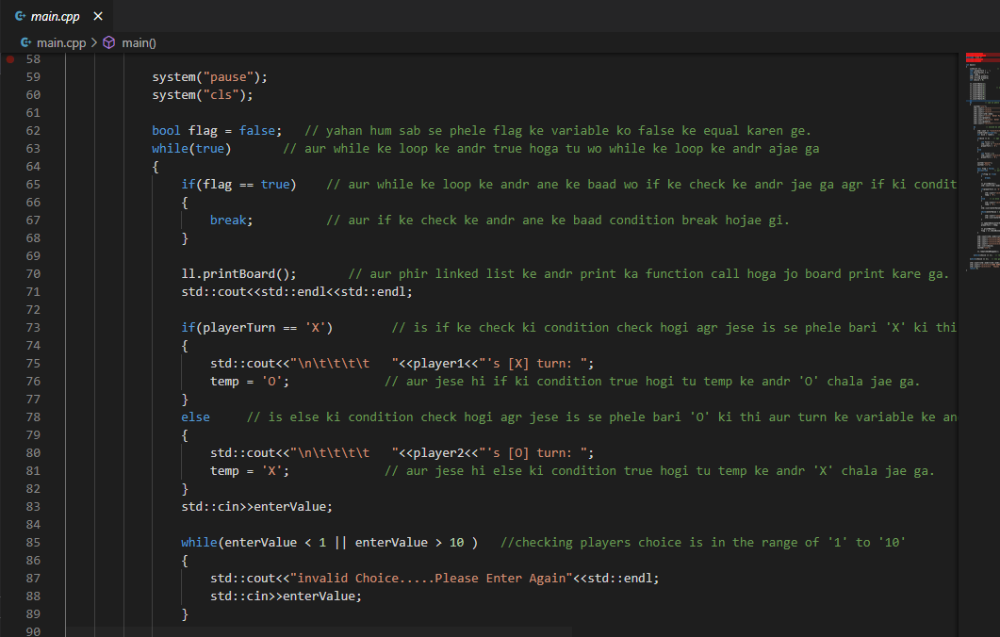 main.cpp
main.cpp > main()
58
59 system("pause");
60 system("cls");
61
62 bool flag = false; // yahan hum sab se phele flag ke variable ko false ke equal karen ge.
63 while(true) // aur while ke loop ke andr true hoga tu wo while ke loop ke andr ajae ga
64 {
65 if(flag == true) // aur while ke loop ke andr ane ke baad wo if ke check ke andr jae ga agr if ki condit
66 {
67 break; // aur if ke check ke andr ane ke baad condition break hojae gi.
68 }
69
70 ll.printBoard(); // aur phir linked list ke andr print ka function call hoga jo board print kare ga.
71 std::cout<<std::endl<<std::endl;
72
73 if(playerTurn == 'X') // is if ke check ki condition check hogi agr jese is se phele bari 'X' ki thi
74 {
75 std::cout<<"\n\t\t\t\t "<<player1<<"'s [X] turn: ";
76 temp = 'O'; // aur jese hi if ki condition true hogi tu temp ke andr 'O' chala jae ga.
77 }
78 else // is else ki condition check hogi agr jese is se phele bari 'O' ki thi aur turn ke variable ke an
79 {
80 std::cout<<"\n\t\t\t\t "<<player2<<"'s [O] turn: ";
81 temp = 'X'; // aur jese hi else ki condition true hogi tu temp ke andr 'X' chala jae ga.
82 }
83 std::cin>>enterValue;
84
85 while(enterValue < 1 || enterValue > 10 ) //checking players choice is in the range of '1' to '10'
86 {
87 std::cout<<"invalid Choice.....Please Enter Again"<<std::endl;
88 std::cin>>enterValue;
89 }
90